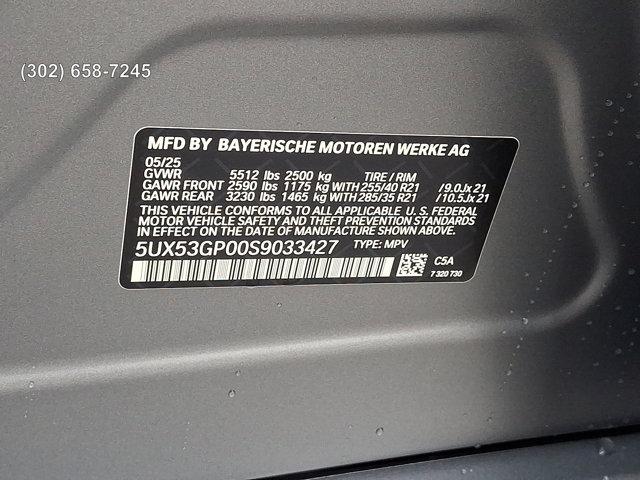 (302) 658-7245
MFD BY BAYERISCHE MOTOREN WERKE AG
05/25
GVWR 5512 lbs 2500 kg TIRE / RIM
GAWR FRONT 2590 lbs 1175 kg WITH 255/40 R21 /9.0Jx21
GAWR REAR 3230 lbs 1465 kg WITH 285/35 R21 /10.5Jx21
THIS VEHICLE CONFORMS TO ALL APPLICABLE U. S. FEDERAL
MOTOR VEHICLE SAFETY AND THEFT PREVENTION STANDARDS
IN EFFECT ON THE DATE OF MANUFACTURE SHOWN ABOVE.
5UX53GP00S9033427 TYPE: MPV
C5A
7 320 730